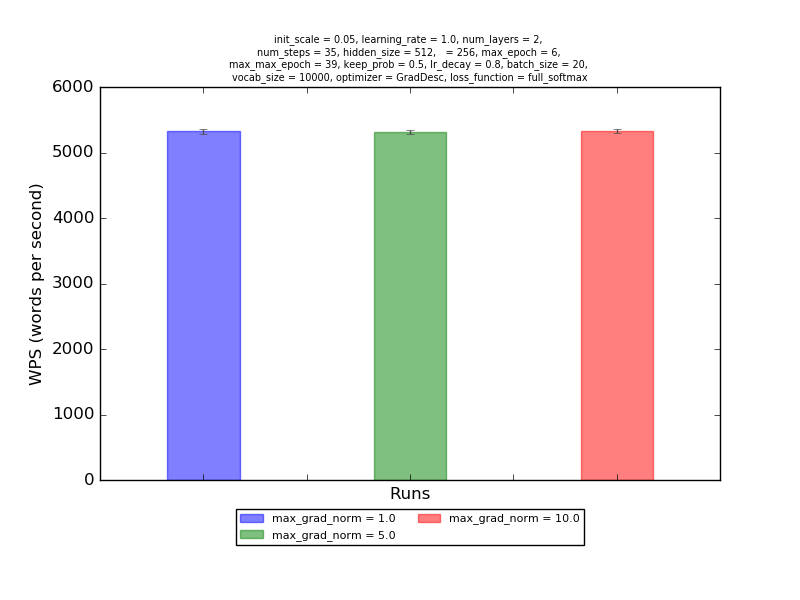 init_scale = 0.05, learning_rate = 1.0, num_layers = 2,
num_steps = 35, hidden_size = 512,   = 256, max_epoch = 6,
max_max_epoch = 39, keep_prob = 0.5, lr_decay = 0.8, batch_size = 20,
vocab_size = 10000, optimizer = GradDesc, loss_function = full_softmax
6000
5000
4000
3000
2000
1000
0
WPS (words per second)
Runs
max_grad_norm = 1.0
max_grad_norm = 5.0
max_grad_norm = 10.0